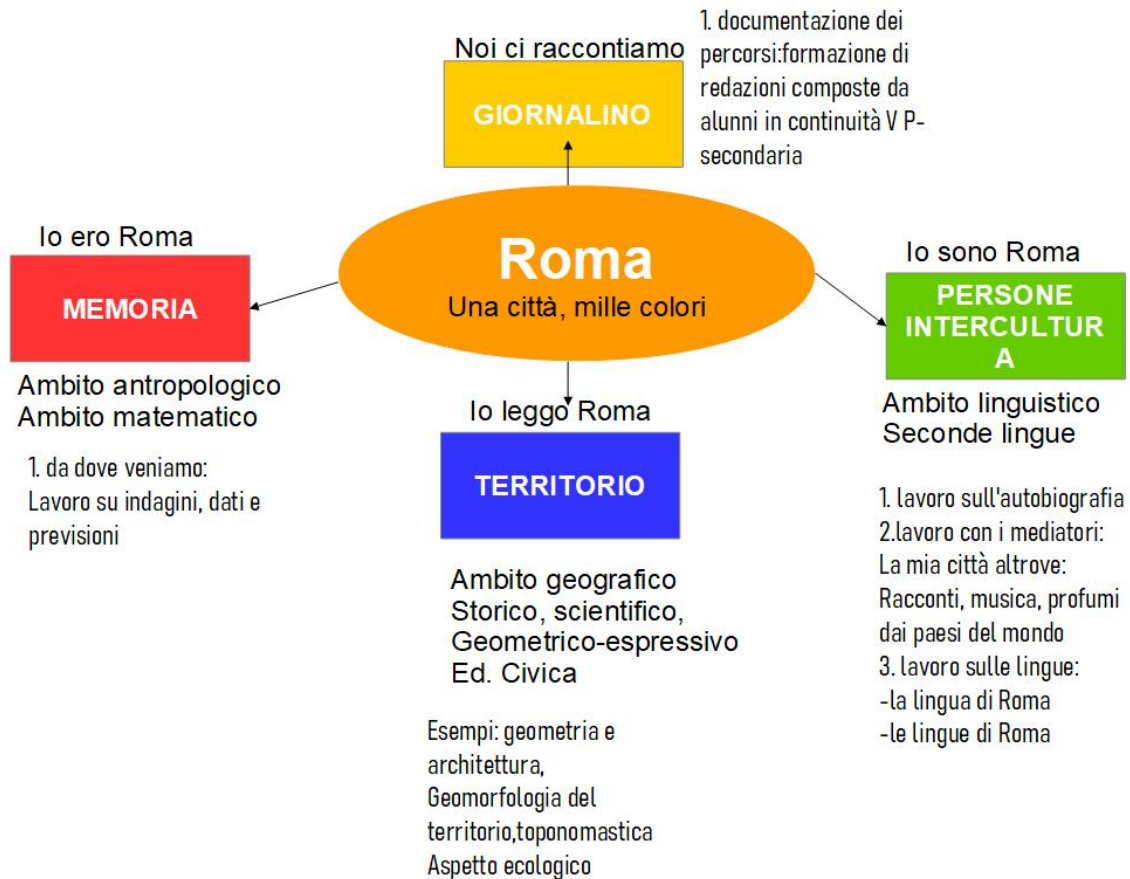 Noi ci raccontiamo
GIORNALINO
1. documentazione dei
percorsi:formazione di
redazioni composte da
alunni in continuità V P-
secondaria
Roma
Una città, mille colori
Io ero Roma
MEMORIA
Ambito antropologico
Ambito matematico
1. da dove veniamo:
Lavoro su indagini, dati e
previsioni
Io leggo Roma
TERRITORIO
Ambito geografico
Storico, scientifico,
Geometrico-espressivo
Ed. Civica
Esempi: geometria e
architettura,
Geomorfologia del
territorio,toponomastica
Aspetto ecologico
Io sono Roma
PERSONE
INTERCULTUR
A
Ambito linguistico
Seconde lingue
1. lavoro sull'autobiografia
2.lavoro con i mediatori:
La mia città altrove:
Racconti, musica, profumi
dai paesi del mondo
3. lavoro sulle lingue:
-la lingua di Roma
-le lingue di Roma